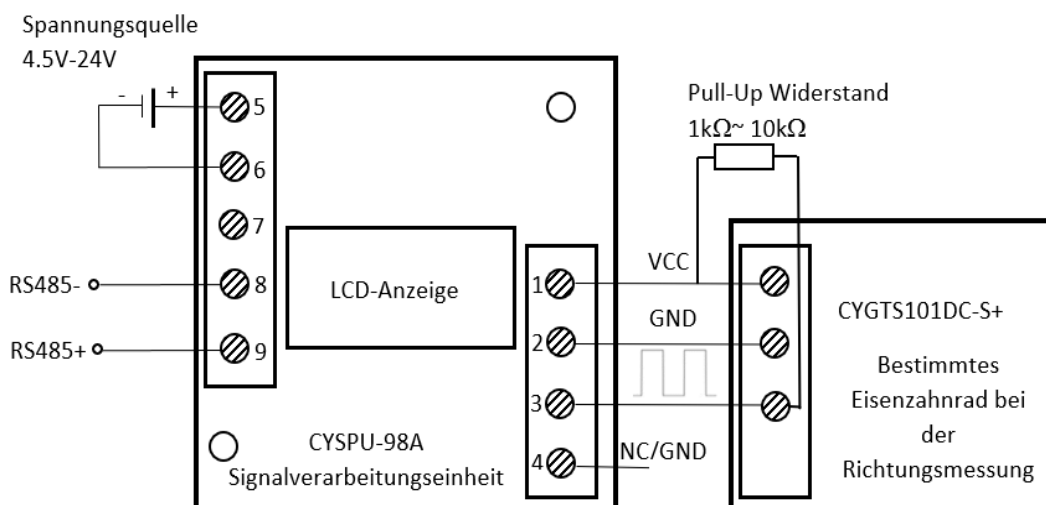 Spannungsquelle
4.5V-24V
- +
5
6
7
8
9
RS485-
RS485+
LCD-Anzeige
CYSPU-98A
Signalverarbeitungseinheit
1
2
3
4
VCC
GND
NC/GND
Pull-Up Widerstand
1kΩ~ 10kΩ
CYGTS101DC-S+
Bestimmtes
Eisenzahnrad bei
der
Richtungsmessung